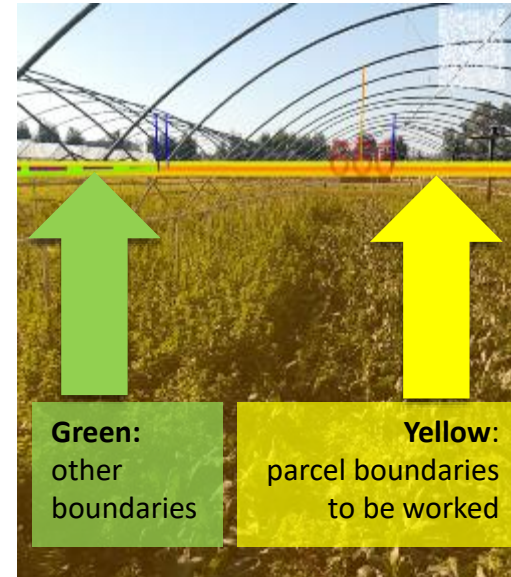 Green:
other
boundaries
Yellow:
parcel boundaries
to be worked